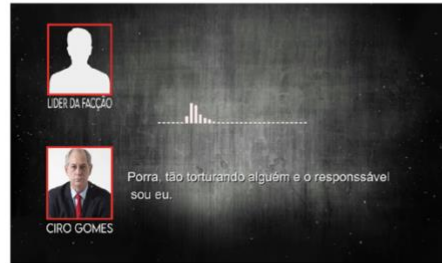 LIDER DA FACÇÃO
Porra, tão torturando alguém e o responssável
sou eu.
CIRO GOMES